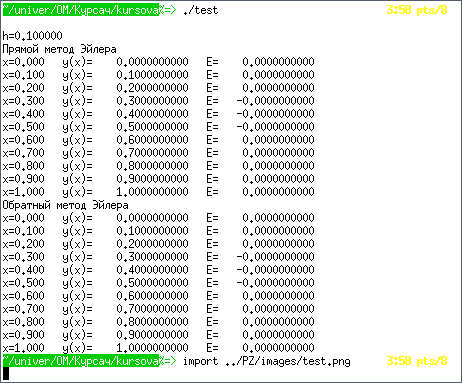 ~/univer/OM/Курсач/kursova%=> ./test 3:58 pts/8
h=0.100000
Прямой метод Эйлера
x=0.000 y(x)= 0.0000000000 E= 0.0000000000
x=0.100 y(x)= 0.1000000000 E= 0.0000000000
x=0.200 y(x)= 0.2000000000 E= 0.0000000000
x=0.300 y(x)= 0.3000000000 E= -0.0000000000
x=0.400 y(x)= 0.4000000000 E= -0.0000000000
x=0.500 y(x)= 0.5000000000 E= -0.0000000000
x=0.600 y(x)= 0.6000000000 E= 0.0000000000
x=0.700 y(x)= 0.7000000000 E= 0.0000000000
x=0.800 y(x)= 0.8000000000 E= 0.0000000000
x=0.900 y(x)= 0.9000000000 E= 0.0000000000
x=1.000 y(x)= 1.0000000000 E= 0.0000000000
Обратный метод Эйлера
x=0.000 y(x)= 0.0000000000 E= 0.0000000000
x=0.100 y(x)= 0.1000000000 E= 0.0000000000
x=0.200 y(x)= 0.2000000000 E= 0.0000000000
x=0.300 y(x)= 0.3000000000 E= -0.0000000000
x=0.400 y(x)= 0.4000000000 E= -0.0000000000
x=0.500 y(x)= 0.5000000000 E= -0.0000000000
x=0.600 y(x)= 0.6000000000 E= 0.0000000000
x=0.700 y(x)= 0.7000000000 E= 0.0000000000
x=0.800 y(x)= 0.8000000000 E= 0.0000000000
x=0.900 y(x)= 0.9000000000 E= 0.0000000000
x=1.000 y(x)= 1.0000000000 E= 0.0000000000
~/univer/OM/Курсач/kursova%=> import ../PZ/images/test.png 3:58 pts/8